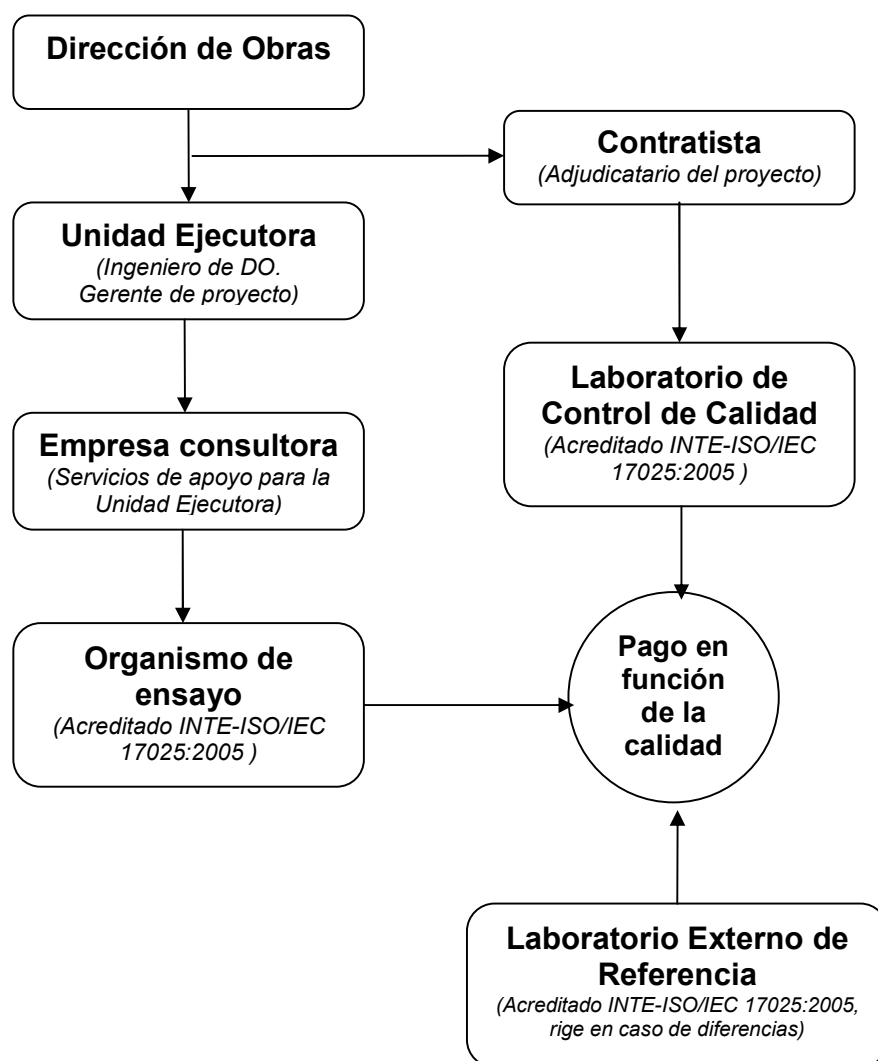 Dirección de Obras
Contratista
(Adjudicatario del proyecto)
Unidad Ejecutora
(Ingeniero de DO.
Gerente de proyecto)
Laboratorio de
Control de Calidad
(Acreditado INTE-ISO/IEC
17025:2005 )
Empresa consultora
(Servicios de apoyo para la
Unidad Ejecutora)
Organismo de
ensayo
(Acreditado INTE-ISO/IEC
17025:2005 )
Pago en
función
de la
calidad
Laboratorio Externo de
Referencia
(Acreditado INTE-ISO/IEC 17025:2005,
rige en caso de diferencias)